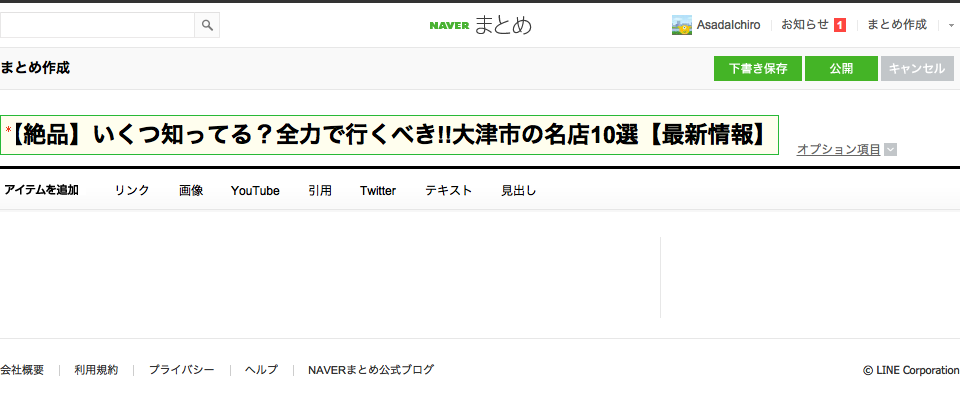 NAVER まとめ AsadaIchiro お知らせ 1 まとめ作成
まとめ作成 下書き保存 公開 キャンセル
*【絶品】いくつ知ってる？全力で行くべき!!大津市の名店10選【最新情報】 オプション項目
アイテムを追加 リンク 画像 YouTube 引用 Twitter テキスト 見出し
会社概要 利用規約 プライバシー ヘルプ NAVERまとめ公式ブログ © LINE Corporation